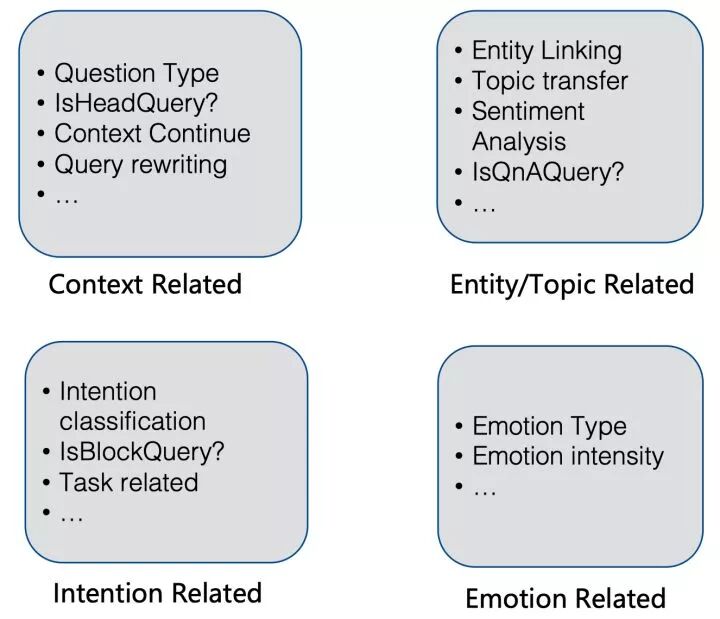 • Question Type
• IsHeadQuery?
• Context Continue
• Query rewriting
• ...
Context Related
• Entity Linking
• Topic transfer
• Sentiment
Analysis
• IsQnAQuery?
• ...
Entity/Topic Related
• Intention
classification
• IsBlockQuery?
• Task related
• ...
Intention Related
• Emotion Type
• Emotion intensity
• ...
Emotion Related